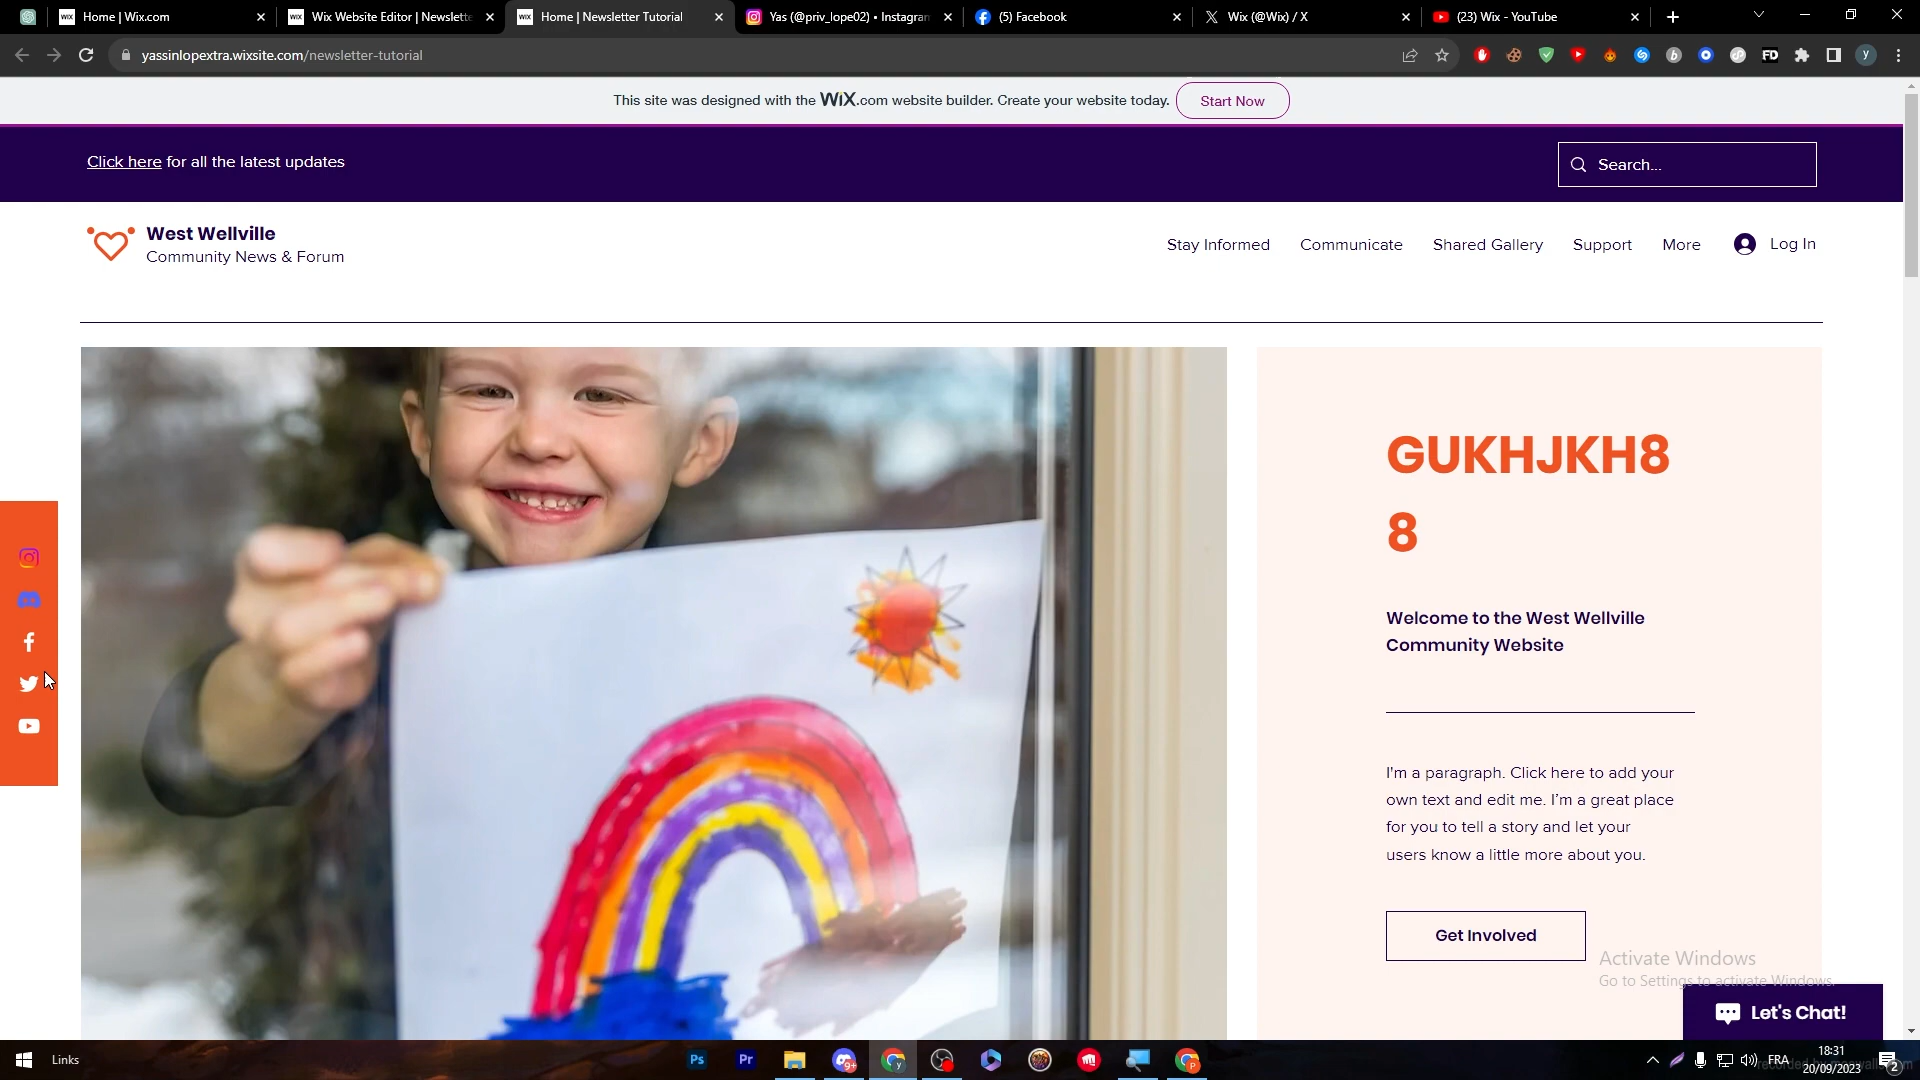 Home | Wix.com
Wix Website Editor | Newslette
Home | Newsletter Tutorial
Yas (@priv_lope02) • Instagram
(5) Facebook
Wix (@Wix) / X
(23) Wix - YouTube
yassinlopextra.wixsite.com/newsletter-tutorial
This site was designed with the WiX.com website builder. Create your website today.
Start Now
Click here for all the latest updates
Search...
West Wellville
Community News & Forum
Stay Informed
Communicate
Shared Gallery
Support
More
Log In
GUKHJKH8
8
Welcome to the West Wellville
Community Website
I'm a paragraph. Click here to add your
own text and edit me. I'm a great place
for you to tell a story and let your
users know a little more about you.
Get Involved
Activate Windows
Go to Settings to activate Windows.
Let's Chat!
Links
Ps
Pr
FRA
18:31
20/09/2023
2